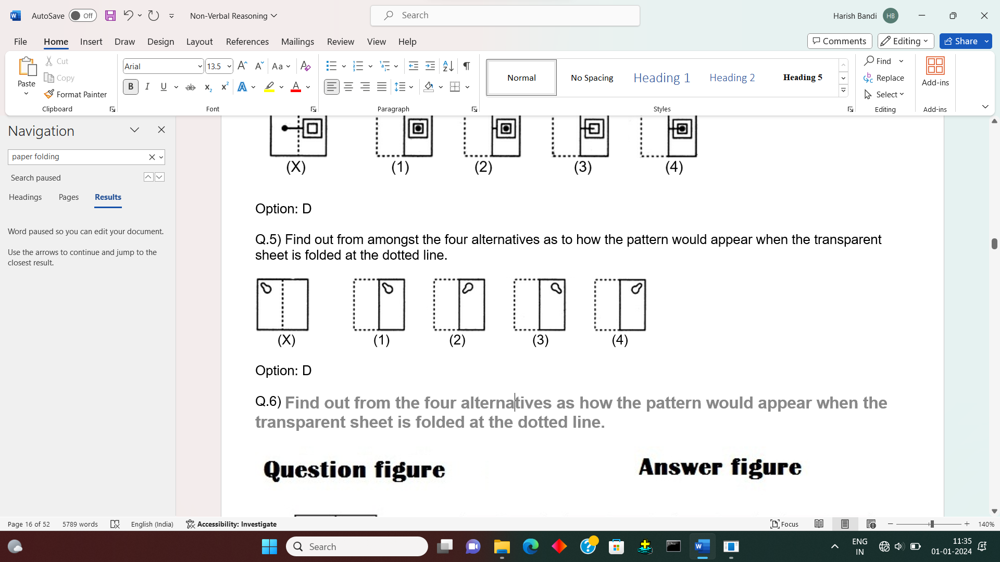 AutoSave Off Non-Verbal Reasoning Search Harish Bandi HB
File Home Insert Draw Design Layout References Mailings Review View Help Comments Editing Share
Paste Cut Copy Format Painter
Arial 13.5 Aa
B I U ab x2 x2 A A
Normal No Spacing Heading 1 Heading 2 Heading 5
Find Replace Select Add-ins
Clipboard Font Paragraph Styles Editing Add-ins
Navigation
paper folding
Search paused
Headings Pages Results
Word paused so you can edit your document.
Use the arrows to continue and jump to the
closest result.
(X) (1) (2) (3) (4)
Option: D
Q.5) Find out from amongst the four alternatives as to how the pattern would appear when the transparent
sheet is folded at the dotted line.
(X) (1) (2) (3) (4)
Option: D
Q.6) Find out from the four alternatives as how the pattern would appear when the
transparent sheet is folded at the dotted line.
Question figure Answer figure
Page 16 of 52 5789 words English (India) Accessibility: Investigate Focus 140%
Search ENG
IN
11:35
01-01-2024